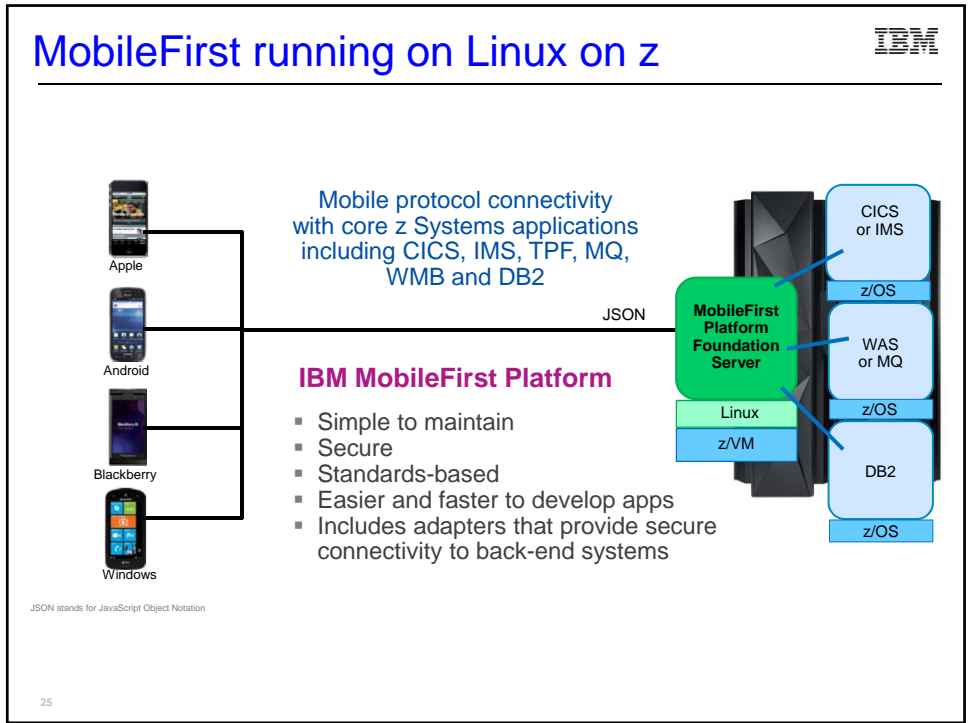 MobileFirst running on Linux on z
IBM
Apple
Android
Blackberry
Windows
Mobile protocol connectivity
with core z Systems applications
including CICS, IMS, TPF, MQ,
WMB and DB2
JSON
IBM MobileFirst Platform
▪ Simple to maintain
▪ Secure
▪ Standards-based
▪ Easier and faster to develop apps
▪ Includes adapters that provide secure
connectivity to back-end systems
MobileFirst
Platform
Foundation
Server
Linux
z/VM
CICS
or IMS
z/OS
WAS
or MQ
z/OS
DB2
z/OS
JSON stands for JavaScript Object Notation
25